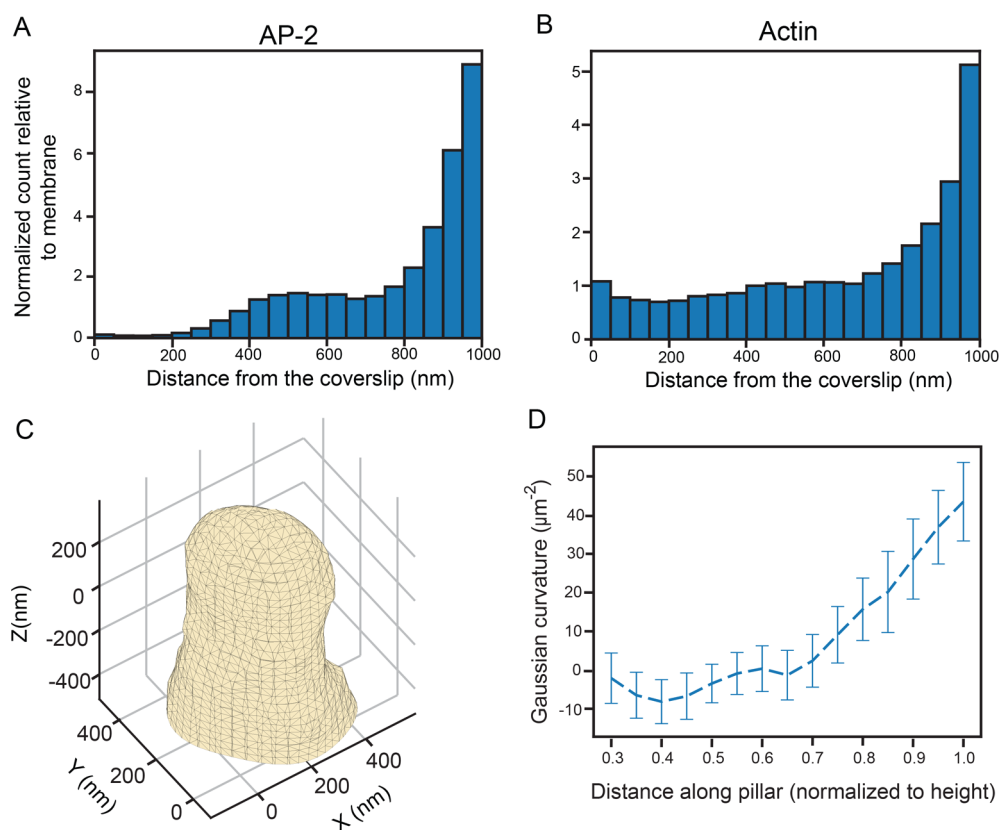 A
AP-2
Normalized count relative
to membrane
8
6
4
2
0
0 200 400 600 800 1000
Distance from the coverslip (nm)
B
Actin
5
4
3
2
1
0
0 200 400 600 800 1000
Distance from the coverslip (nm)
C
Z(nm)
200
0
-200
-400
400
200
0
Y (nm)
0
200
400
X (nm)
D
Gaussian curvature (µm⁻²)
50
40
30
20
10
0
-10
0.3 0.4 0.5 0.6 0.7 0.8 0.9 1.0
Distance along pillar (normalized to height)